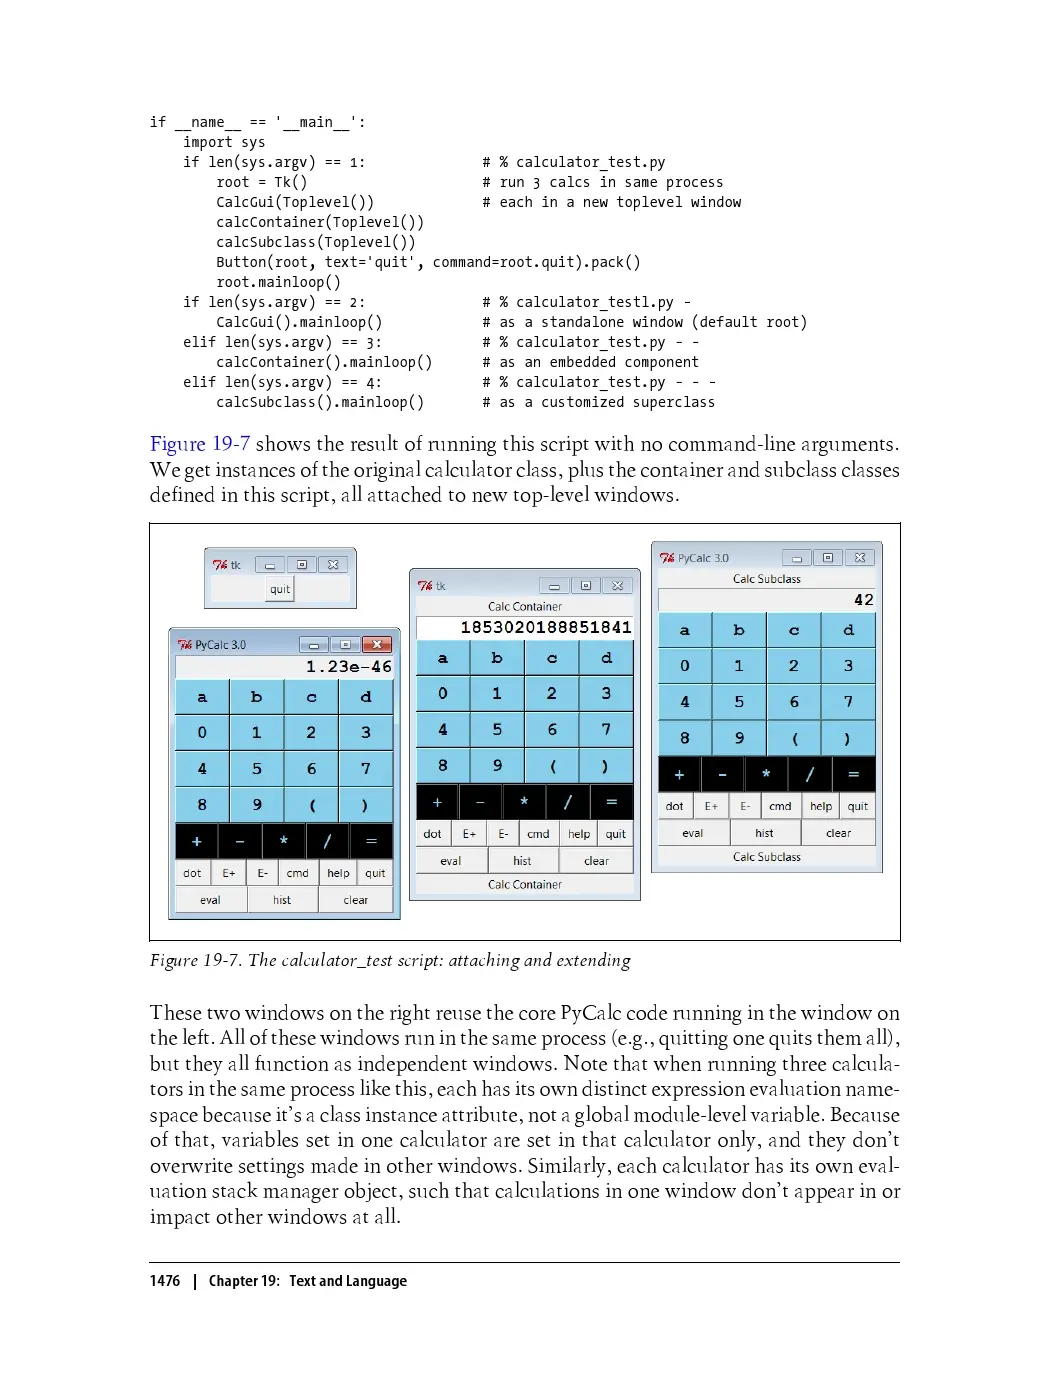 if __name__ == '__main__':
    import sys
    if len(sys.argv) == 1:              # % calculator_test.py
        root = Tk()                     # run 3 calcs in same process
        CalcGui(Toplevel())             # each in a new toplevel window
        calcContainer(Toplevel())
        calcSubclass(Toplevel())
        Button(root, text='quit', command=root.quit).pack()
        root.mainloop()
    if len(sys.argv) == 2:              # % calculator_testl.py -
        CalcGui().mainloop()            # as a standalone window (default root)
    elif len(sys.argv) == 3:            # % calculator_test.py - -
        calcContainer().mainloop()      # as an embedded component
    elif len(sys.argv) == 4:            # % calculator_test.py - - -
        calcSubclass().mainloop()       # as a customized superclass
Figure 19-7 shows the result of running this script with no command-line arguments.
We get instances of the original calculator class, plus the container and subclass classes
defined in this script, all attached to new top-level windows.
tk
quit
PyCalc 3.0
1.23e-46
a b c d
0 1 2 3
4 5 6 7
8 9 ( )
+ - * / =
dot E+ E- cmd help quit
eval hist clear
tk
Calc Container
1853020188851841
a b c d
0 1 2 3
4 5 6 7
8 9 ( )
+ - * / =
dot E+ E- cmd help quit
eval hist clear
Calc Container
PyCalc 3.0
Calc Subclass
42
a b c d
0 1 2 3
4 5 6 7
8 9 ( )
+ - * / =
dot E+ E- cmd help quit
eval hist clear
Calc Subclass
Figure 19-7. The calculator_test script: attaching and extending
These two windows on the right reuse the core PyCalc code running in the window on
the left. All of these windows run in the same process (e.g., quitting one quits them all),
but they all function as independent windows. Note that when running three calcula-
tors in the same process like this, each has its own distinct expression evaluation name-
space because it's a class instance attribute, not a global module-level variable. Because
of that, variables set in one calculator are set in that calculator only, and they don't
overwrite settings made in other windows. Similarly, each calculator has its own eval-
uation stack manager object, such that calculations in one window don't appear in or
impact other windows at all.
1476 | Chapter 19: Text and Language